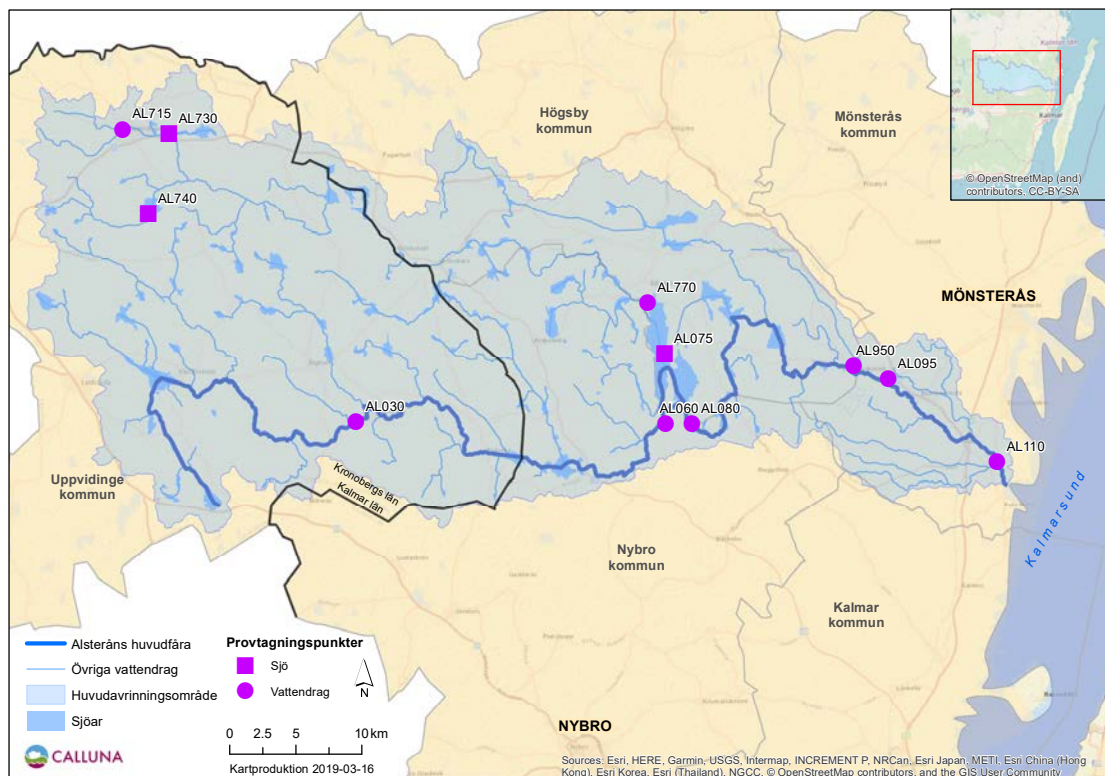 AL715
AL730
AL740
Högsby
kommun
Mönsterås
kommun
© OpenStreetMap (and)
contributors, CC-BY-SA
MÖNSTERÅS
AL770
AL075
AL950
AL095
AL030
AL060
AL080
AL110
Uppvidinge
kommun
Kronobergs län
Kalmar län
Kalmarsund
Nybro
kommun
Kalmar
kommun
NYBRO
Alsteråns huvudfåra
Övriga vattendrag
Huvudavrinningsområde
Sjöar
Provtagningspunkter
Sjö
Vattendrag
N
0 2.5 5 10 km
CALLUNA
Kartproduktion 2019-03-16
Sources: Esri, HERE, Garmin, USGS, Intermap, INCREMENT P, NRCan, Esri Japan, METI, Esri China (Hong
Kong), Esri Korea, Esri (Thailand), NGCC, © OpenStreetMap contributors, and the GIS User Community